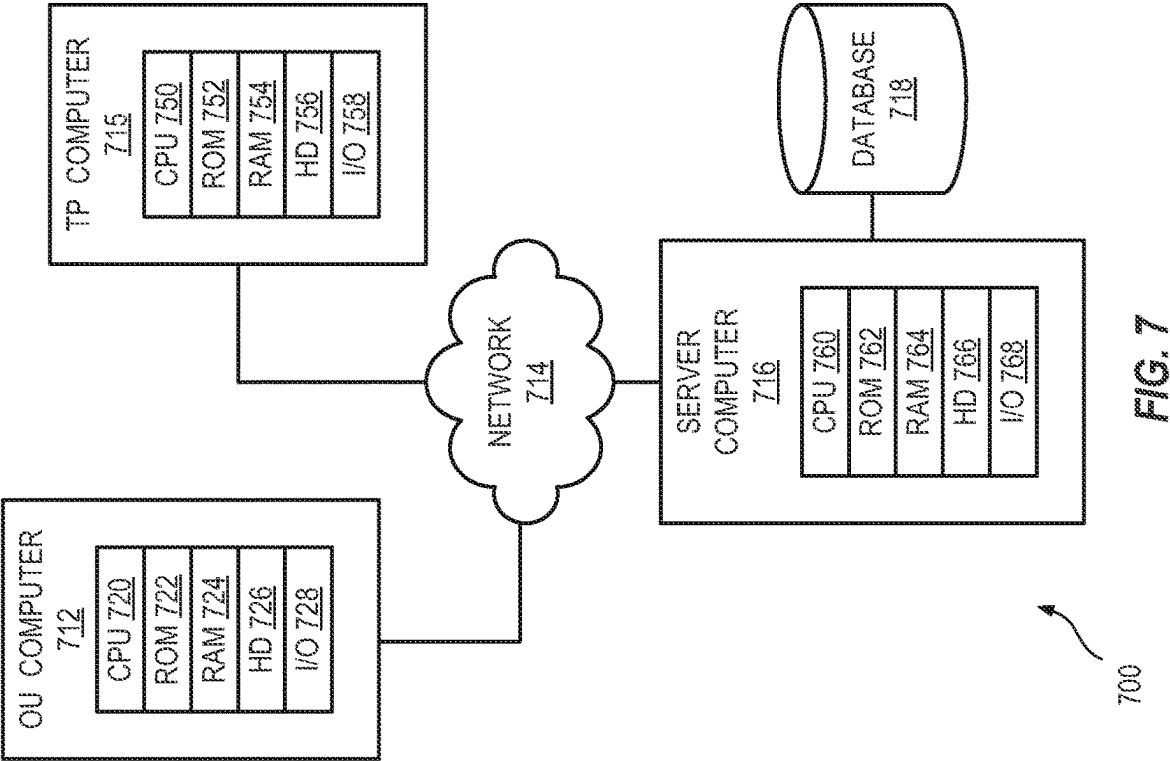 OU COMPUTER
712
CPU 720
ROM 722
RAM 724
HD 726
I/O 728
TP COMPUTER
715
CPU 750
ROM 752
RAM 754
HD 756
I/O 758
NETWORK
714
SERVER
COMPUTER
716
CPU 760
ROM 762
RAM 764
HD 766
I/O 768
DATABASE
718
700
FIG. 7